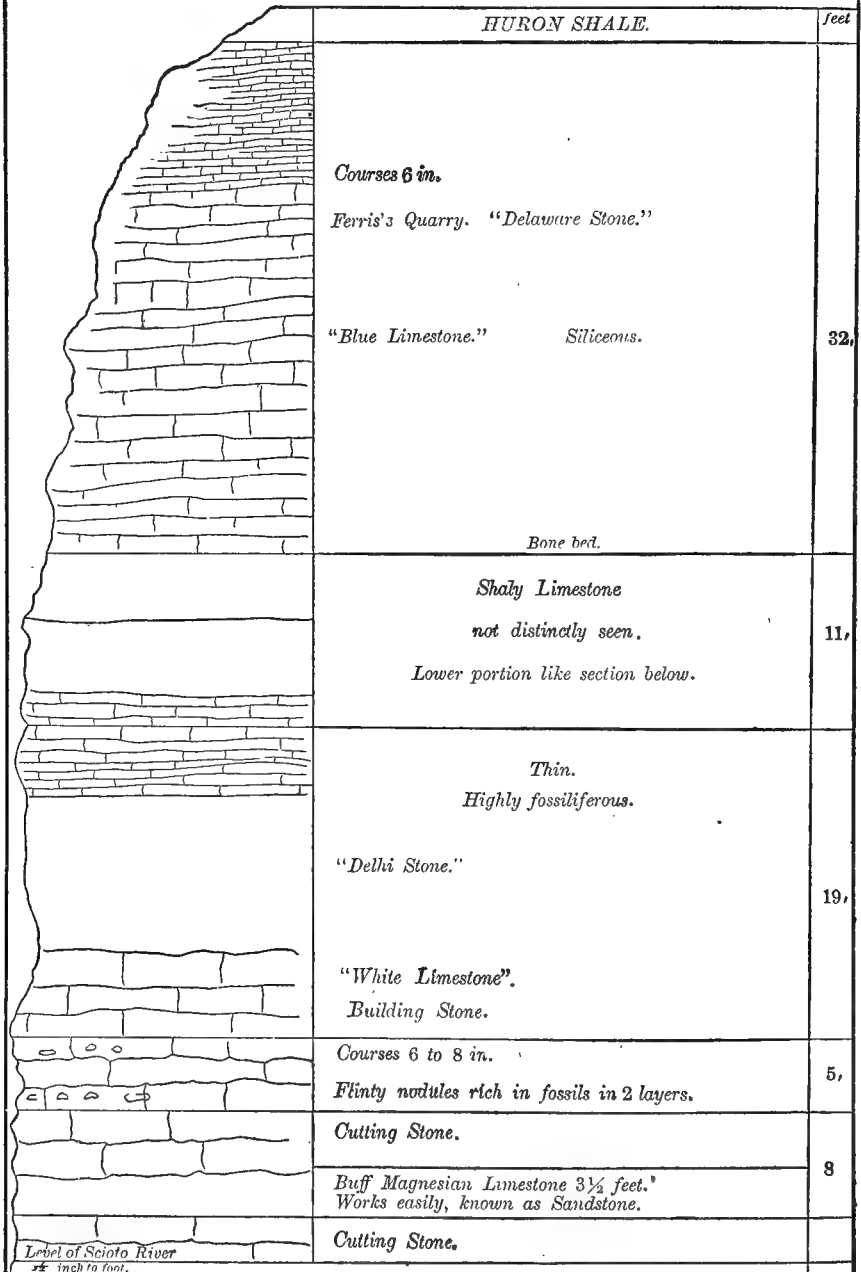 HURON SHALE.
feet
Courses 6 in.
Ferris's Quarry. "Delaware Stone."
"Blue Limestone." Siliceous.
32,
Bone bed.
Shaly Limestone
not distinctly seen.
11,
Lower portion like section below.
Thin.
Highly fossiliferous.
"Delhi Stone."
19,
"White Limestone".
Building Stone.
Courses 6 to 8 in.
5,
Flinty nodules rich in fossils in 2 layers.
Cutting Stone.
8
Buff Magnesian Limestone 3½ feet.
Works easily, known as Sandstone.
Cutting Stone.
Level of Scioto River
inch to foot.